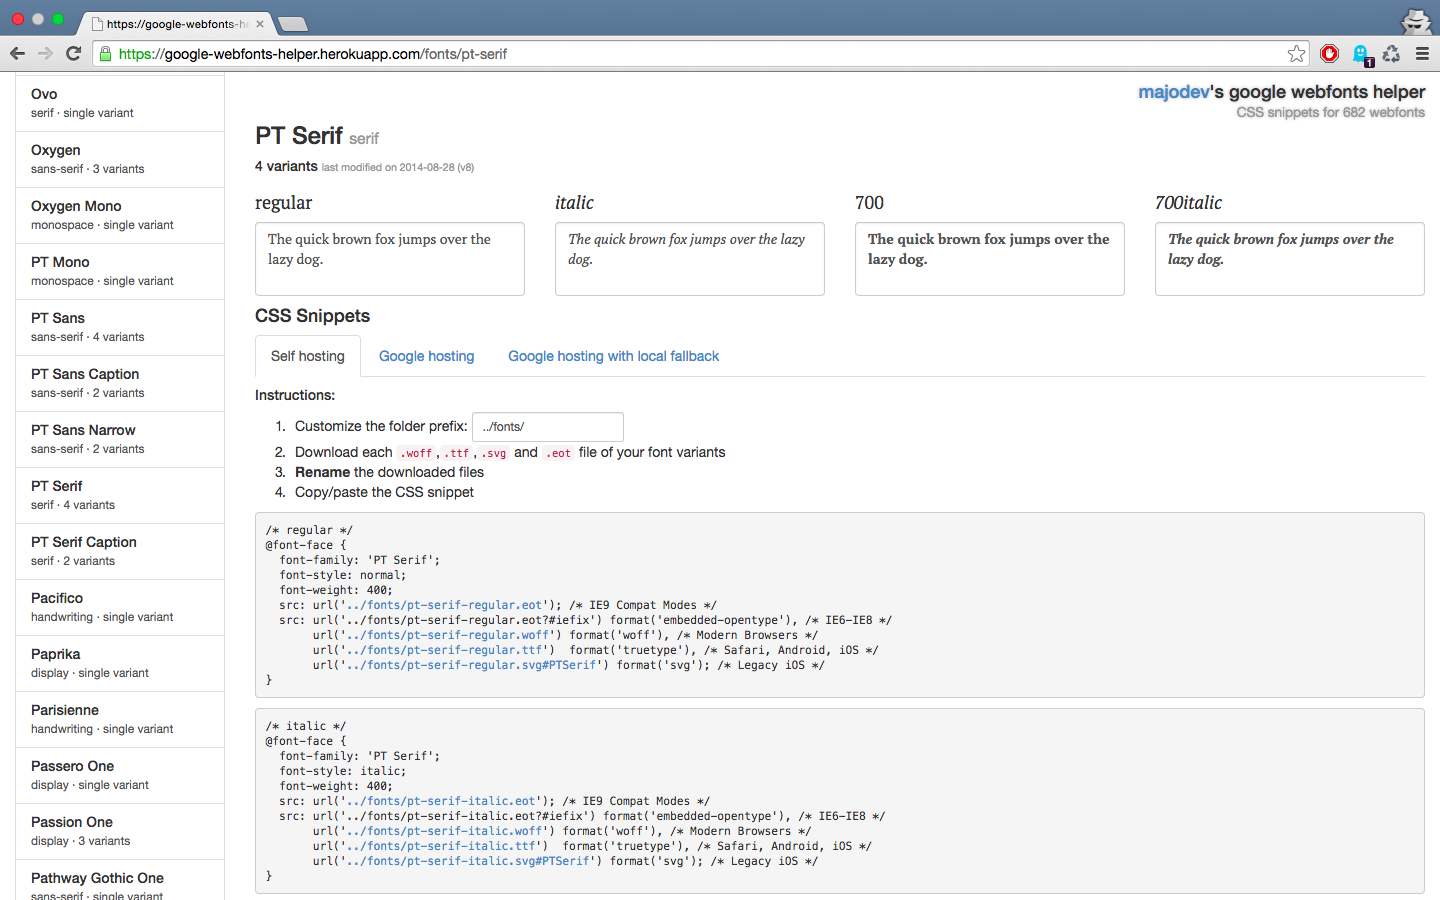 https://google-webfonts-he
https://google-webfonts-helper.herokuapp.com/fonts/pt-serif
1
Ovo
serif · single variant
Oxygen
sans-serif · 3 variants
Oxygen Mono
monospace · single variant
PT Mono
monospace · single variant
PT Sans
sans-serif · 4 variants
PT Sans Caption
sans-serif · 2 variants
PT Sans Narrow
sans-serif · 2 variants
PT Serif
serif · 4 variants
PT Serif Caption
serif · 2 variants
Pacifico
handwriting · single variant
Paprika
display · single variant
Parisienne
handwriting · single variant
Passero One
display · single variant
Passion One
display · 3 variants
Pathway Gothic One
sans-serif · single variant
majodev's google webfonts helper
CSS snippets for 682 webfonts
PT Serif serif
4 variants last modified on 2014-08-28 (v8)
regular
The quick brown fox jumps over the
lazy dog.
italic
The quick brown fox jumps over the lazy
dog.
700
The quick brown fox jumps over the
lazy dog.
700italic
The quick brown fox jumps over the
lazy dog.
CSS Snippets
Self hosting Google hosting Google hosting with local fallback
Instructions:
1. Customize the folder prefix: ../fonts/
2. Download each .woff, .ttf, .svg and .eot file of your font variants
3. Rename the downloaded files
4. Copy/paste the CSS snippet
/* regular */
@font-face {
  font-family: 'PT Serif';
  font-style: normal;
  font-weight: 400;
  src: url('../fonts/pt-serif-regular.eot'); /* IE9 Compat Modes */
  src: url('../fonts/pt-serif-regular.eot?#iefix') format('embedded-opentype'), /* IE6-IE8 */
       url('../fonts/pt-serif-regular.woff') format('woff'), /* Modern Browsers */
       url('../fonts/pt-serif-regular.ttf')  format('truetype'), /* Safari, Android, iOS */
       url('../fonts/pt-serif-regular.svg#PTSerif') format('svg'); /* Legacy iOS */
}
/* italic */
@font-face {
  font-family: 'PT Serif';
  font-style: italic;
  font-weight: 400;
  src: url('../fonts/pt-serif-italic.eot'); /* IE9 Compat Modes */
  src: url('../fonts/pt-serif-italic.eot?#iefix') format('embedded-opentype'), /* IE6-IE8 */
       url('../fonts/pt-serif-italic.woff') format('woff'), /* Modern Browsers */
       url('../fonts/pt-serif-italic.ttf')  format('truetype'), /* Safari, Android, iOS */
       url('../fonts/pt-serif-italic.svg#PTSerif') format('svg'); /* Legacy iOS */
}